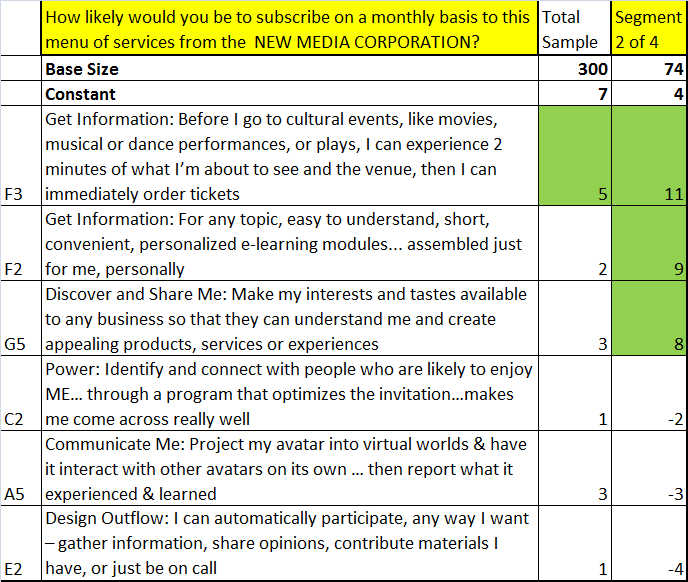 How likely would you be to subscribe on a monthly basis to this Total Segment
menu of services from the NEW MEDIA CORPORATION? Sample 2 of 4
Base Size 300 74
Constant 7 4
Get Information: Before I go to cultural events, like movies,
musical or dance performances, or plays, I can experience 2
minutes of what I’m about to see and the venue, then I can
F3 immediately order tickets 5 11
Get Information: For any topic, easy to understand, short,
convenient, personalized e-learning modules... assembled just
F2 for me, personally 2 9
Discover and Share Me: Make my interests and tastes available
to any business so that they can understand me and create
G5 appealing products, services or experiences 3 8
Power: Identify and connect with people who are likely to enjoy
ME… through a program that optimizes the invitation…makes
C2 me come across really well 1 -2
Communicate Me: Project my avatar into virtual worlds & have
it interact with other avatars on its own … then report what it
A5 experienced & learned 3 -3
Design Outflow: I can automatically participate, any way I want
– gather information, share opinions, contribute materials I
E2 have, or just be on call 1 -4